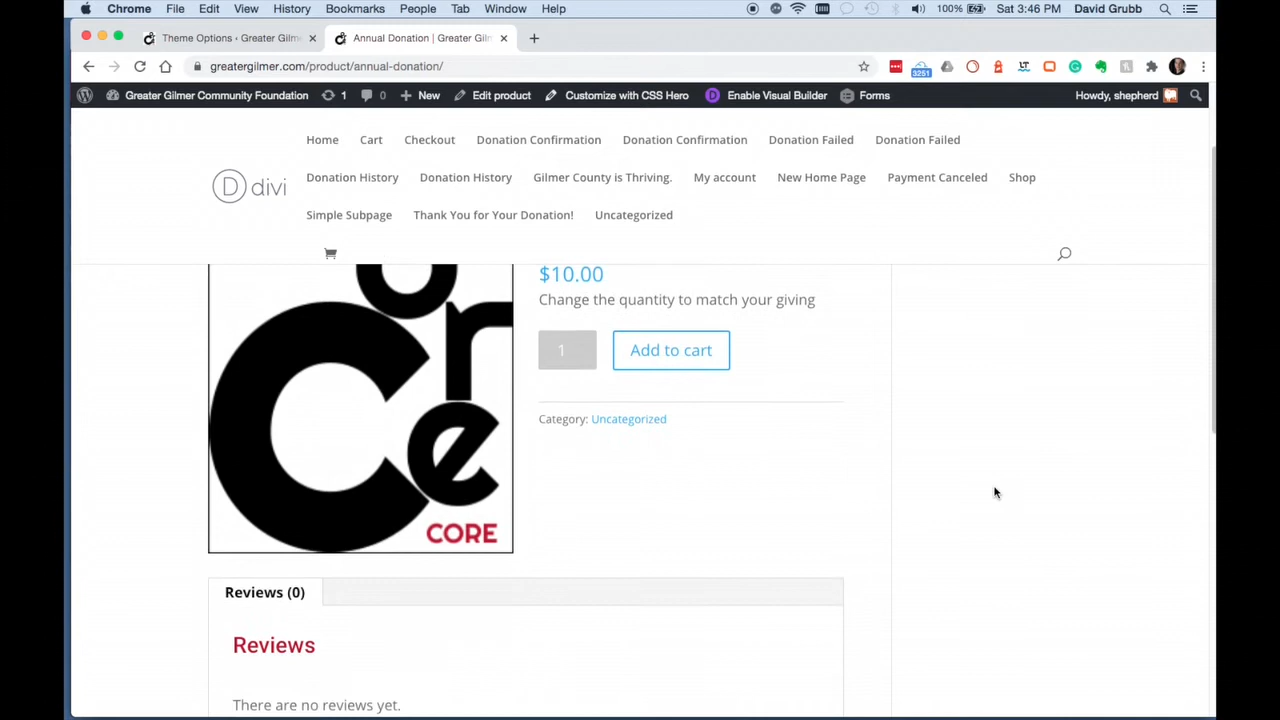 Chrome File Edit View History Bookmarks People Tab Window Help 100% Sat 3:46 PM David Grubb
Theme Options ‹ Greater Gilm
Annual Donation | Greater Giln
greatergilmer.com/product/annual-donation/
3251
LT
Greater Gilmer Community Foundation 1 0 New Edit product Customize with CSS Hero D Enable Visual Builder Forms Howdy, shepherd
Home Cart Checkout Donation Confirmation Donation Confirmation Donation Failed Donation Failed
D divi
Donation History Donation History Gilmer County is Thriving. My account New Home Page Payment Canceled Shop
Simple Subpage Thank You for Your Donation! Uncategorized
$10.00
Change the quantity to match your giving
1 Add to cart
Category: Uncategorized
Core
CORE
Reviews (0)
Reviews
There are no reviews yet.